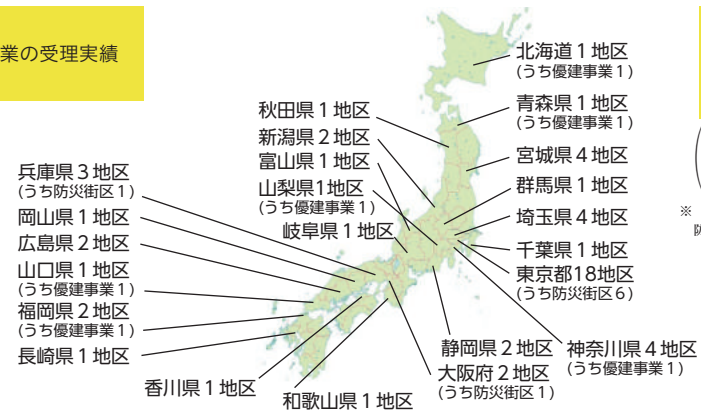 業の受理実績
北海道1地区
(うち優建事業1)
青森県1地区
(うち優建事業1)
秋田県1地区
新潟県2地区
富山県1地区
山梨県1地区
(うち優建事業1)
岐阜県1地区
宮城県4地区
群馬県1地区
埼玉県4地区
千葉県1地区
東京都18地区
(うち防災街区6)
兵庫県3地区
(うち防災街区1)
岡山県1地区
広島県2地区
山口県1地区
(うち優建事業1)
福岡県2地区
(うち優建事業1)
長崎県1地区
香川県1地区
和歌山県1地区
静岡県2地区
大阪府2地区
(うち防災街区1)
神奈川県4地区
(うち優建事業1)
※